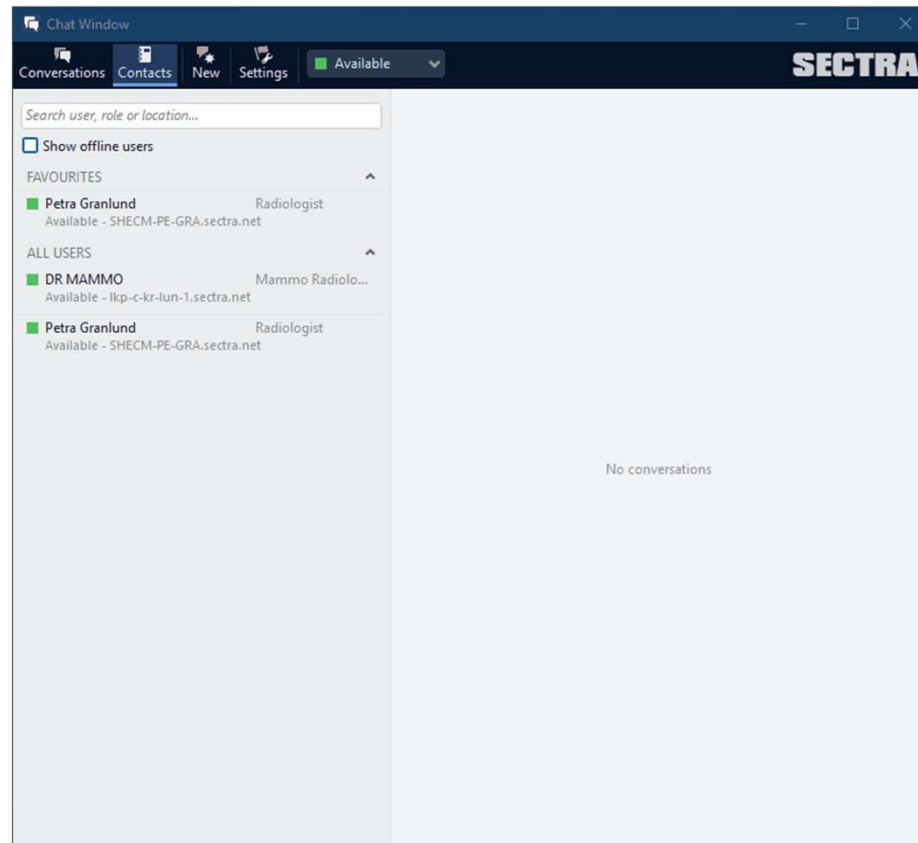 Chat Window
Conversations Contacts New Settings Available SECTRA
Search user, role or location...
Show offline users
FAVOURITES
Petra Granlund Radiologist
Available - SHECM-PE-GRA.sectra.net
ALL USERS
DR MAMMO Mammo Radiolo...
Available - lkp-c-kr-lun-1.sectra.net
Petra Granlund Radiologist
Available - SHECM-PE-GRA.sectra.net
No conversations